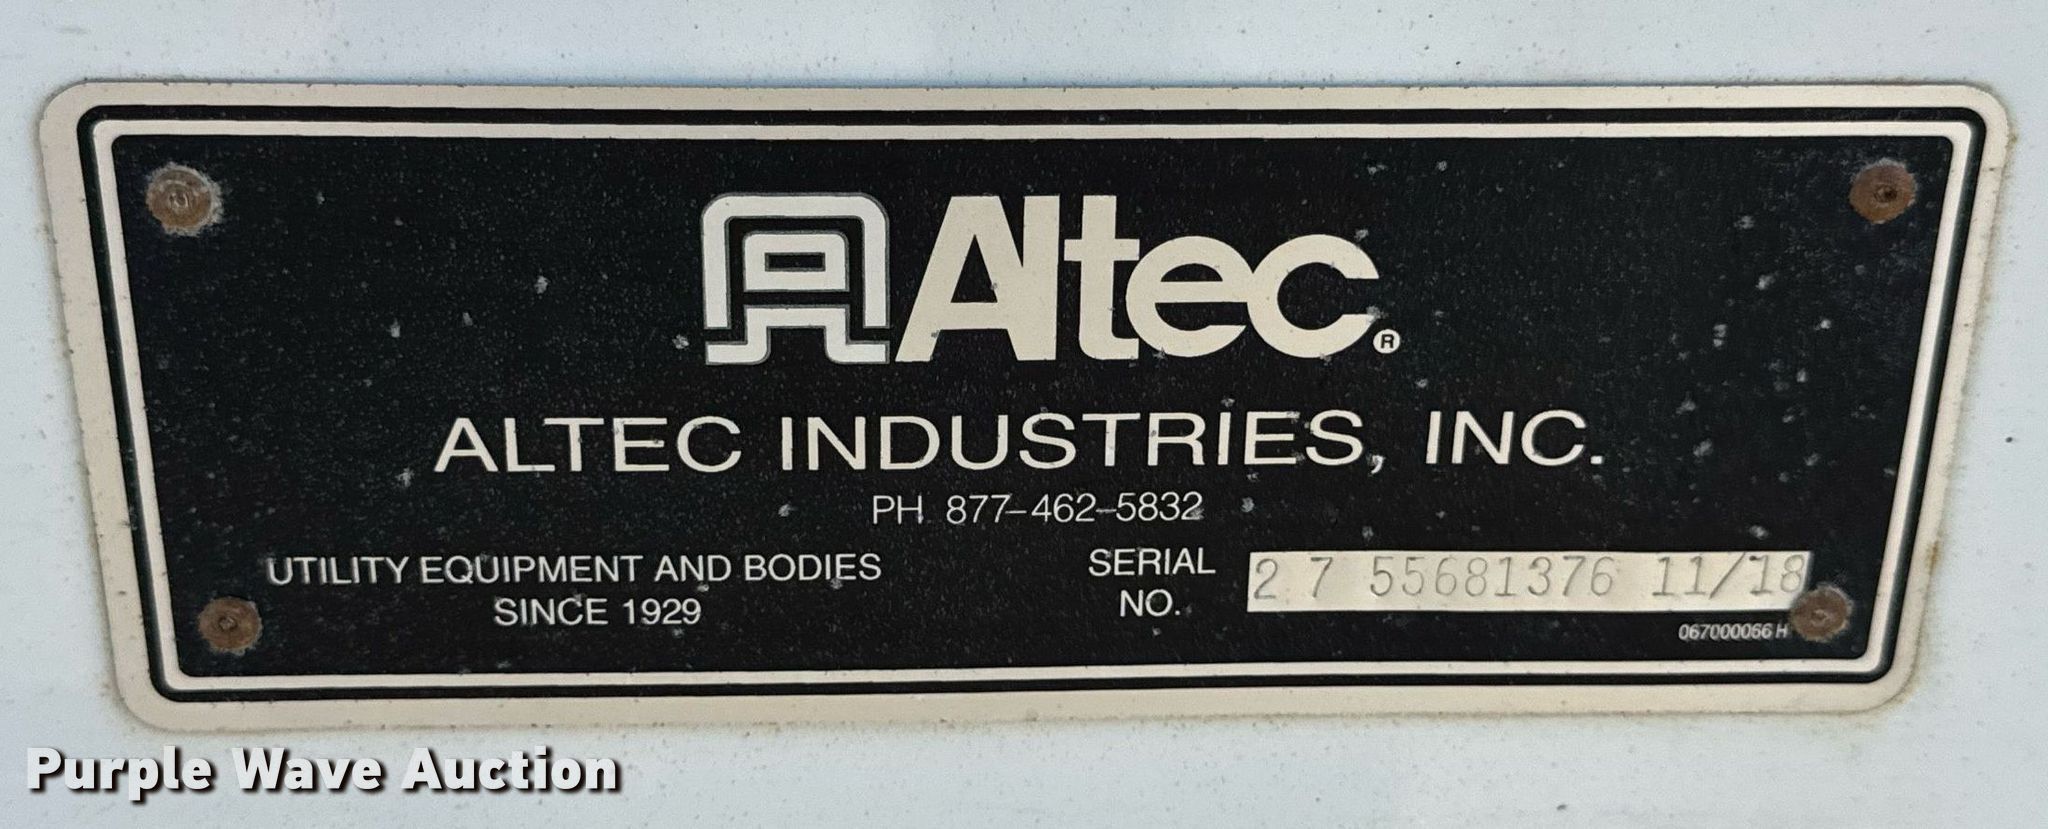 Altec®
ALTEC INDUSTRIES, INC.
PH 877-462-5832
UTILITY EQUIPMENT AND BODIES
SINCE 1929
SERIAL
NO.
2 7 55681376 11/18
067000066 H
Purple Wave Auction